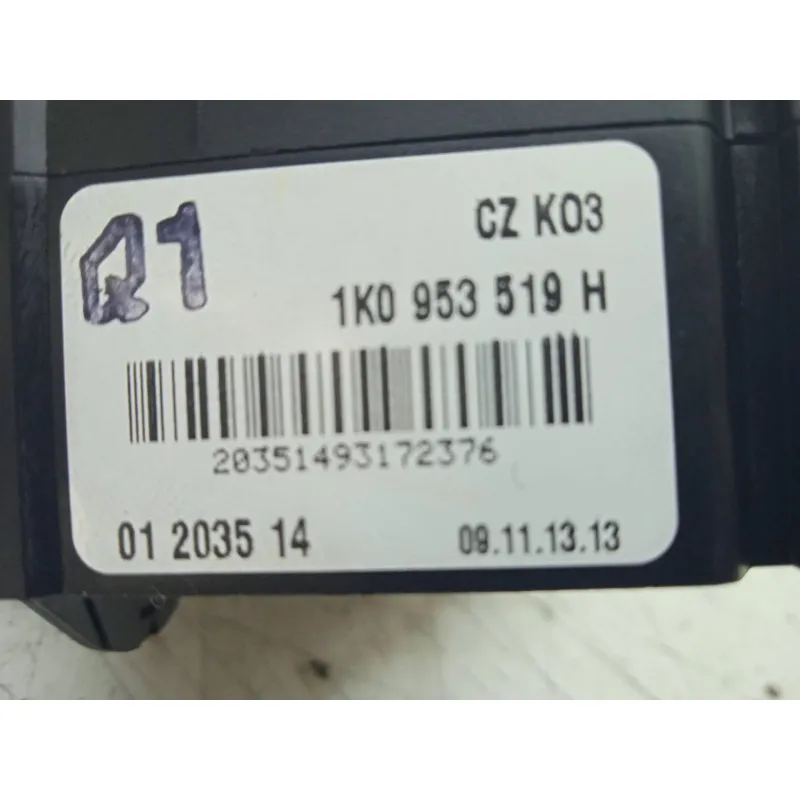 Q1
CZ K03
1K0 953 519 H
20351493172376
01 2035 14
09.11.13.13